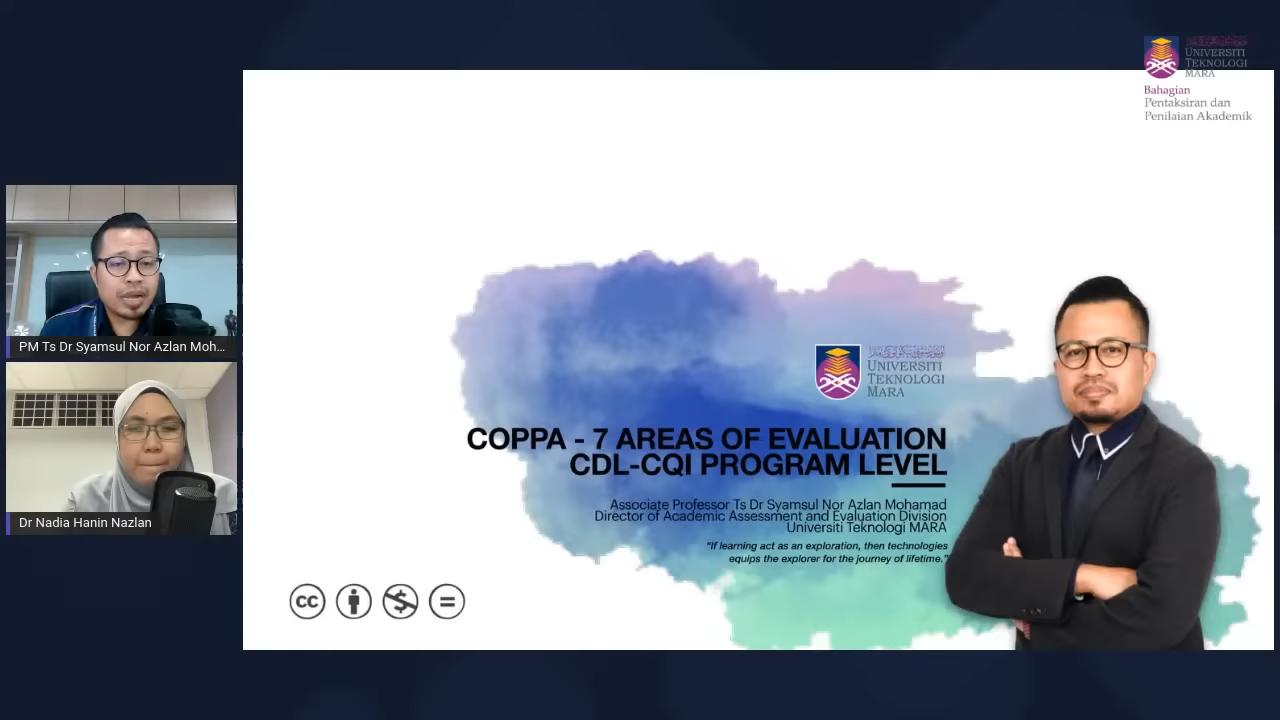 UNIVERSITI
TEKNOLOGI
MARA
Bahagian
Pentaksiran dan
Penilaian Akademik
PM Ts Dr Syamsul Nor Azlan Moh...
Dr Nadia Hanin Nazlan
UNIVERSITI
TEKNOLOGI
MARA
COPPA - 7 AREAS OF EVALUATION
CDL-CQI PROGRAM LEVEL
Associate Professor Ts Dr Syamsul Nor Azlan Mohamad
Director of Academic Assessment and Evaluation Division
Universiti Teknologi MARA
"If learning act as an exploration, then technologies
equips the explorer for the journey of lifetime."
cc